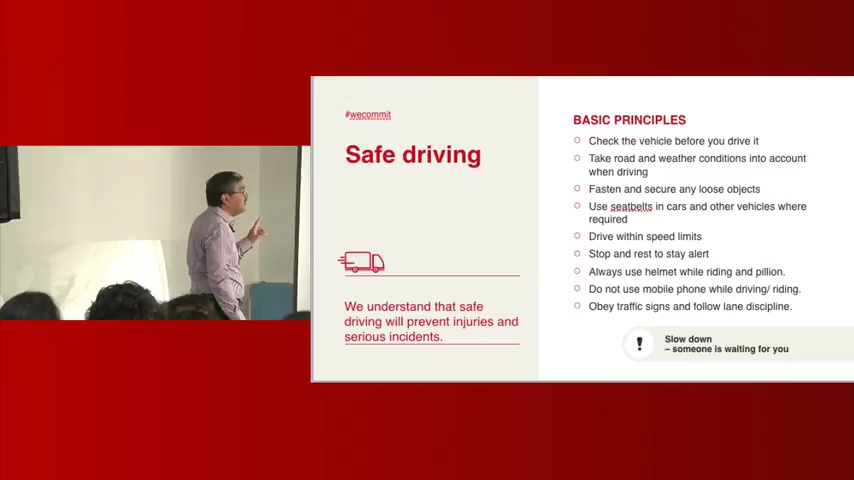 #wecommit
Safe driving
We understand that safe
driving will prevent injuries and
serious incidents.
BASIC PRINCIPLES
Check the vehicle before you drive it
Take road and weather conditions into account
when driving
Fasten and secure any loose objects
Use seatbelts in cars and other vehicles where
required
Drive within speed limits
Stop and rest to stay alert
Always use helmet while riding and pillion.
Do not use mobile phone while driving/ riding.
Obey traffic signs and follow lane discipline.
!
Slow down
– someone is waiting for you